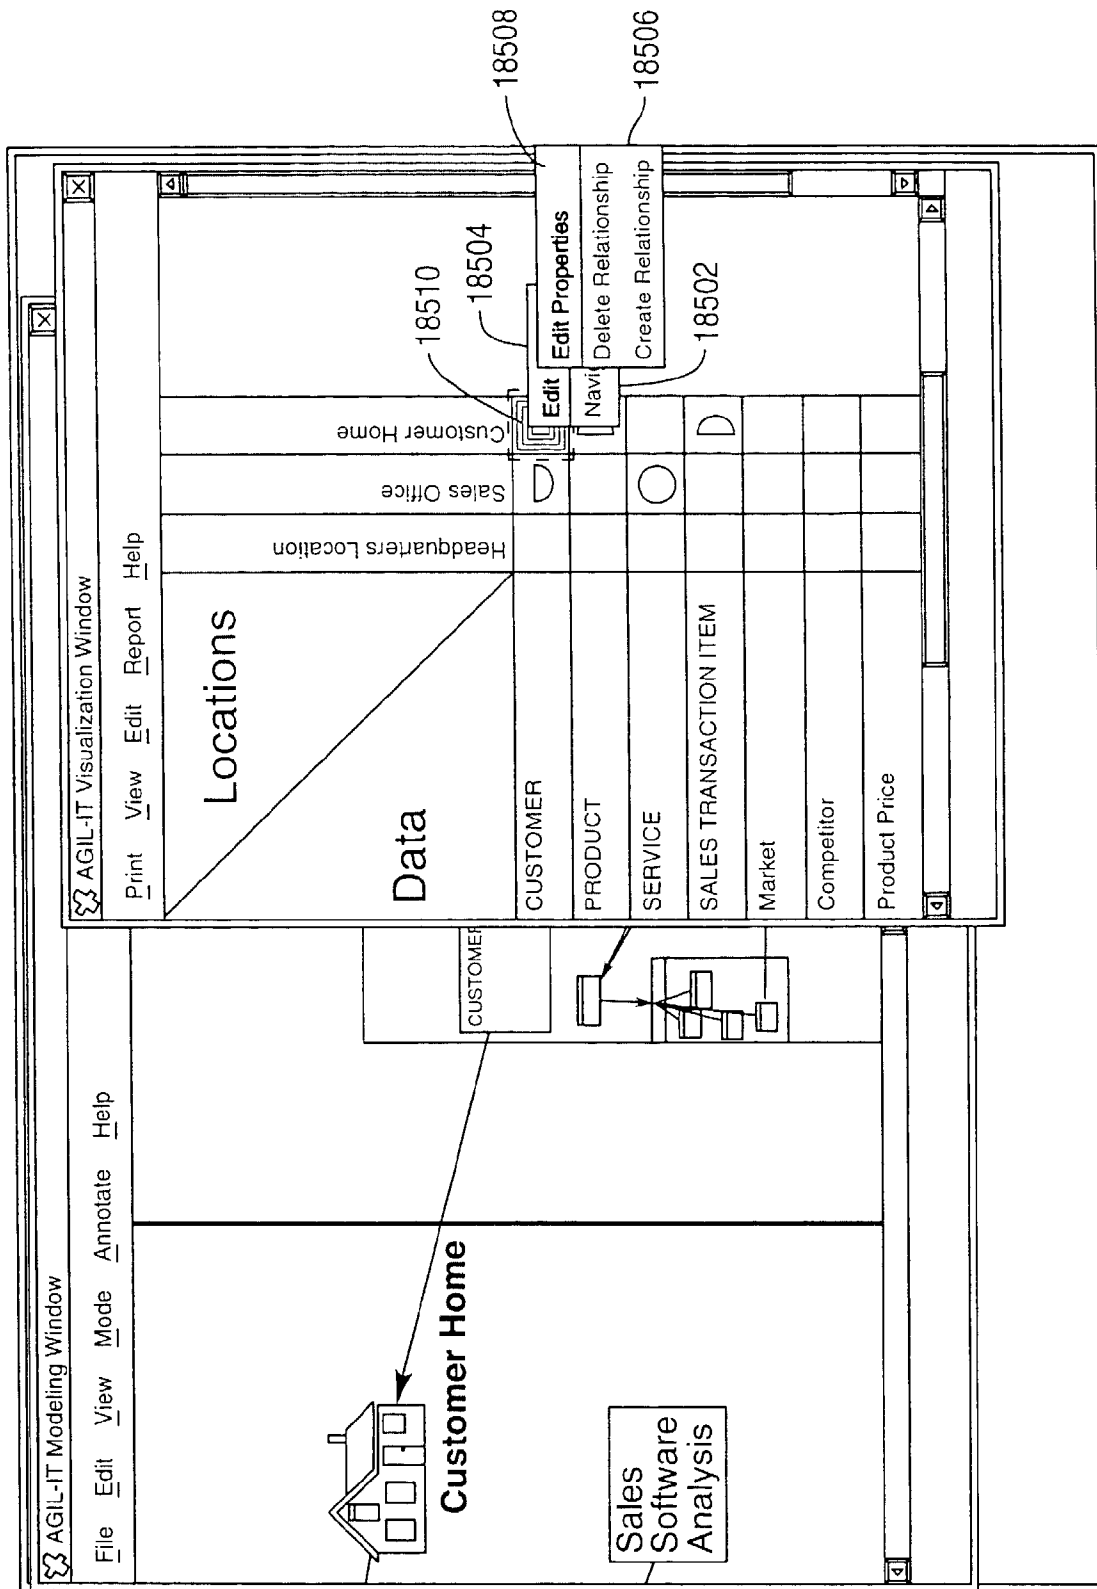 AGIL-IT Modeling Window
File Edit View Mode Annotate Help
Customer Home
Sales
Software
Analysis
CUSTOMER
AGIL-IT Visualization Window
Print View Edit Report Help
Locations
Data
Headquarters Location
Sales Office
Customer Home
CUSTOMER
PRODUCT
SERVICE
SALES TRANSACTION ITEM
Market
Competitor
Product Price
Edit
Navig
Edit Properties
Delete Relationship
Create Relationship
18510
18504
18508
18506
18502